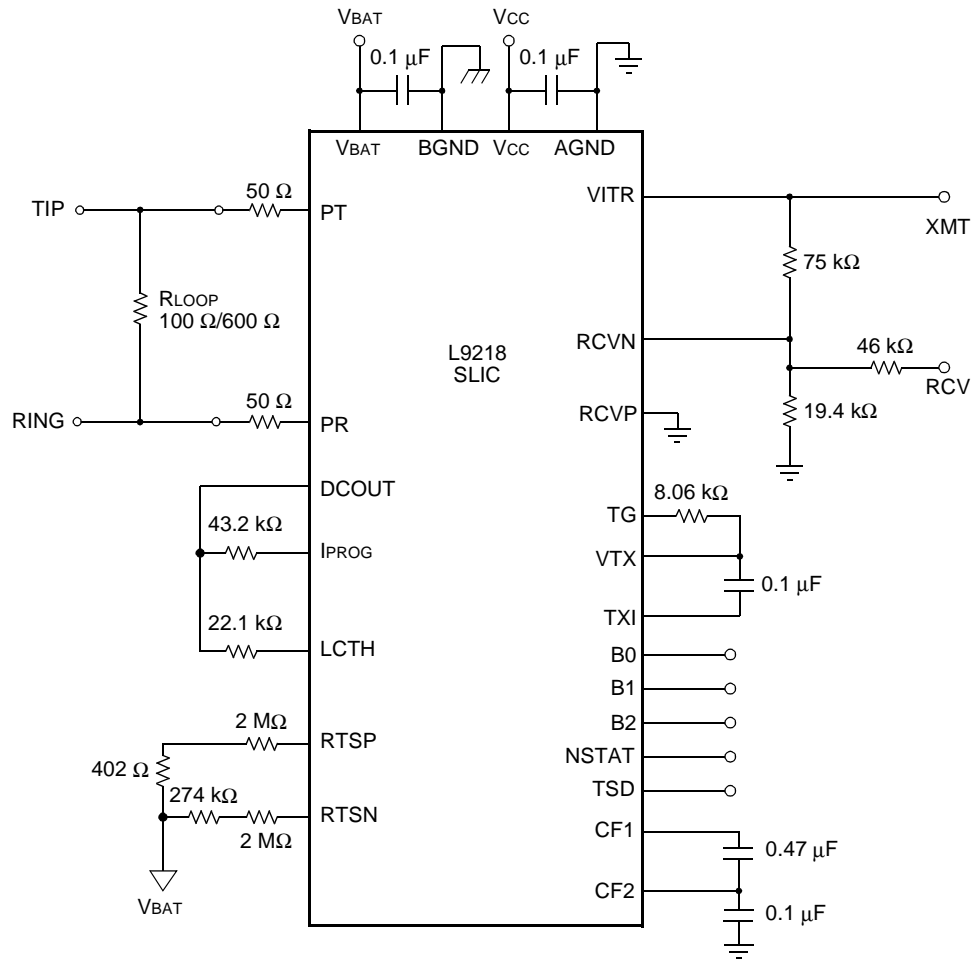 VBAT
VCC
0.1 μF
0.1 μF
VBAT
BGND
VCC
AGND
TIP
50 Ω
PT
VITR
XMT
75 kΩ
RLOOP
100 Ω/600 Ω
L9218
SLIC
RCVN
46 kΩ
RCV
RING
50 Ω
PR
RCVP
19.4 kΩ
DCOUT
43.2 kΩ
IPROG
22.1 kΩ
LCTH
TG
8.06 kΩ
VTX
0.1 μF
TXI
B0
B1
B2
NSTAT
TSD
2 MΩ
RTSP
402 Ω
274 kΩ
RTSN
2 MΩ
VBAT
CF1
0.47 μF
CF2
0.1 μF